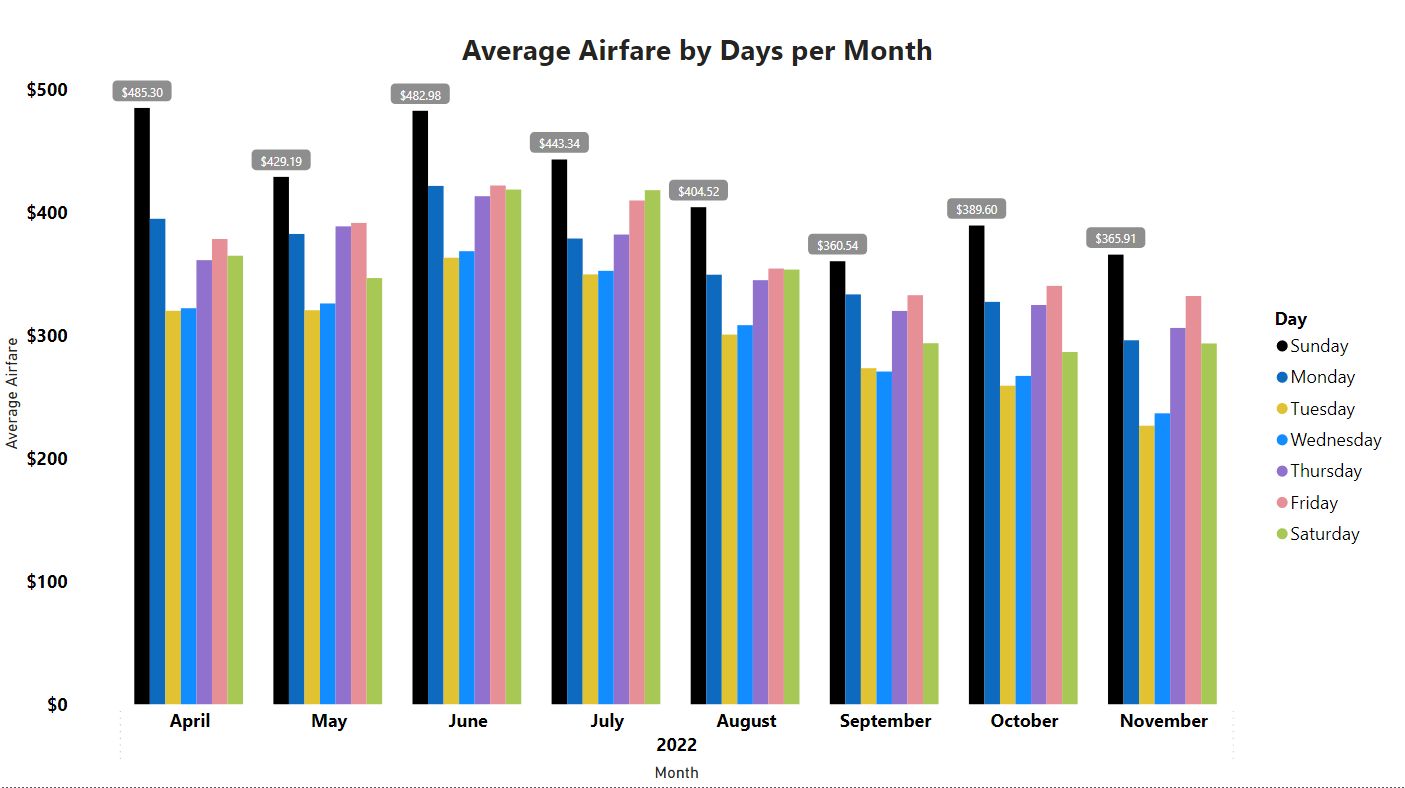 Average Airfare by Days per Month
$500
$400
$300
$200
$100
$0
Average Airfare
$485.30
$429.19
$482.98
$443.34
$404.52
$360.54
$389.60
$365.91
April
May
June
July
August
September
October
November
2022
Month
Day
Sunday
Monday
Tuesday
Wednesday
Thursday
Friday
Saturday